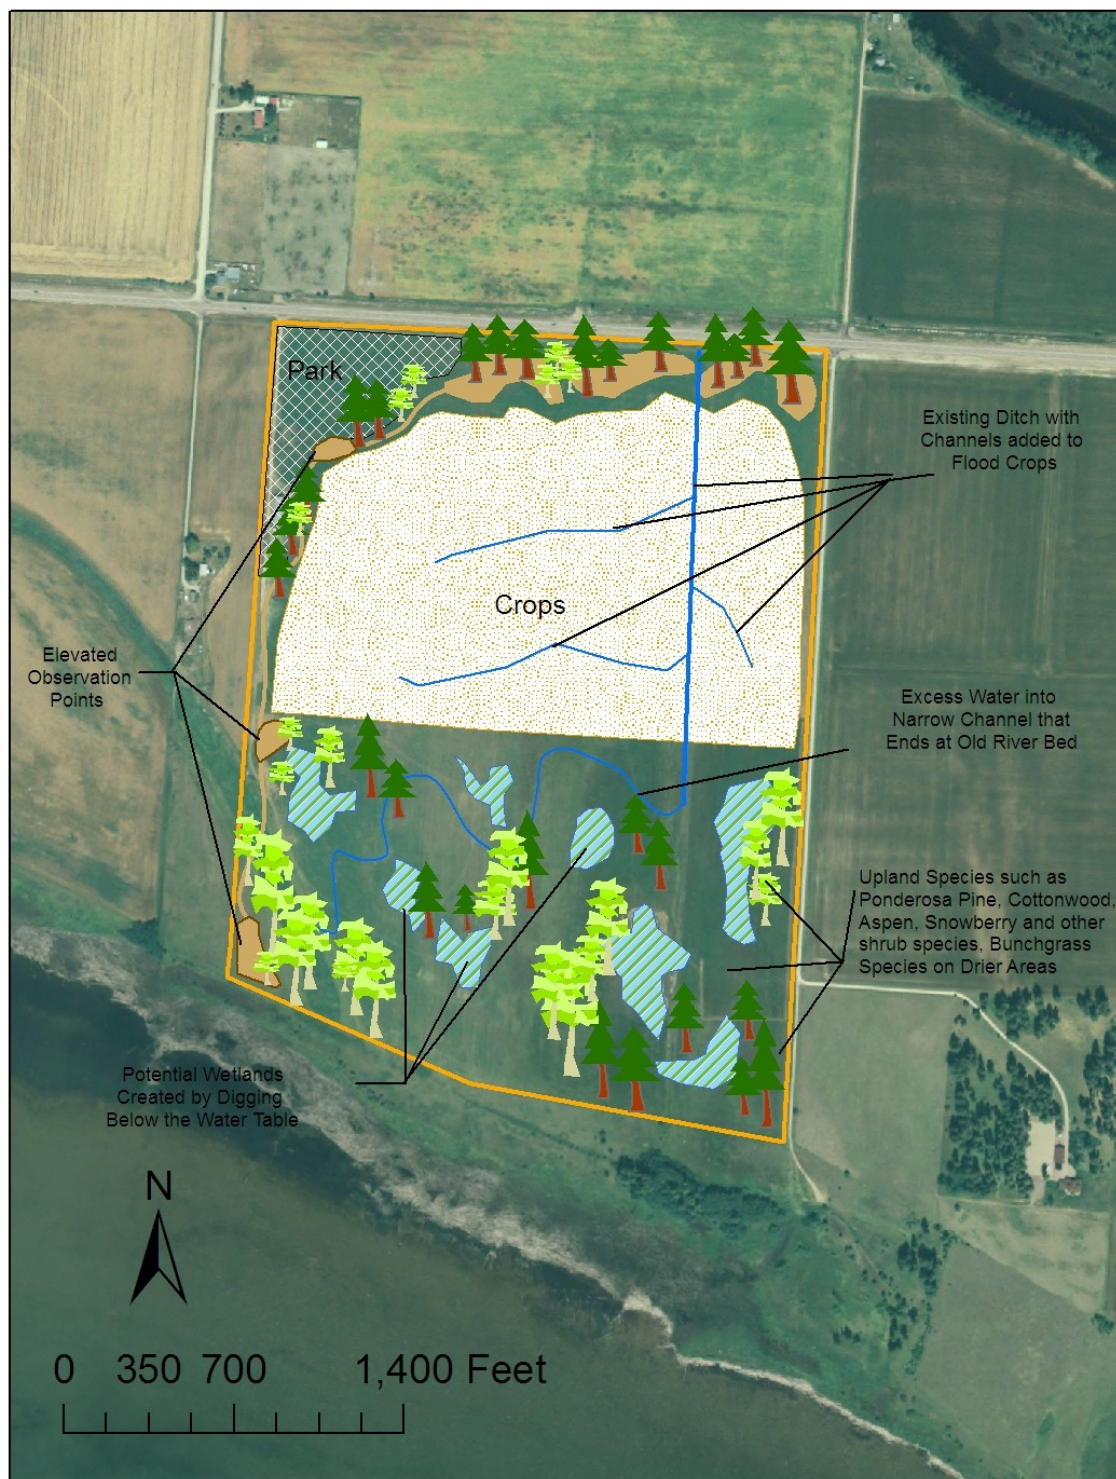 Park
Existing Ditch with
Channels added to
Flood Crops
Crops
Elevated
Observation
Points
Excess Water into
Narrow Channel that
Ends at Old River Bed
Upland Species such as
Ponderosa Pine, Cottonwood,
Aspen, Snowberry and other
shrub species, Bunchgrass
Species on Drier Areas
Potential Wetlands
Created by Digging
Below the Water Table
N
0 350 700 1,400 Feet